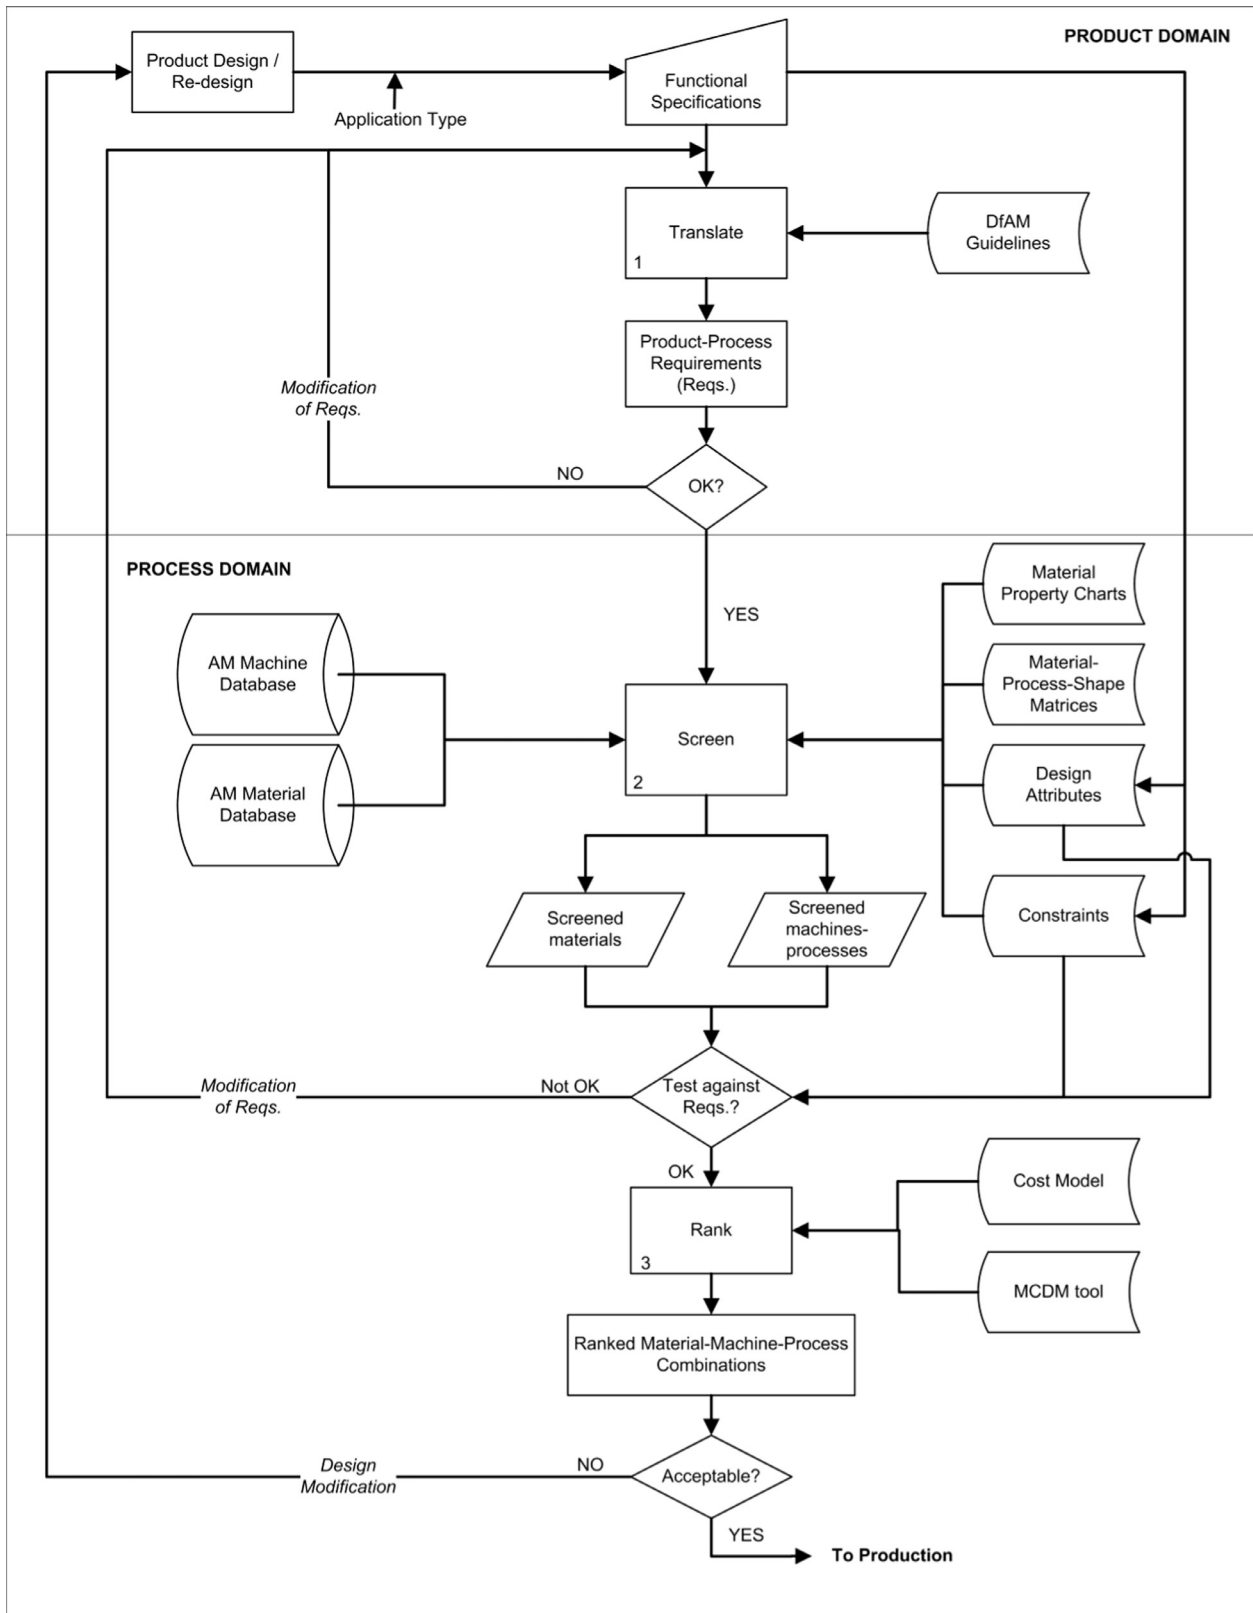 PRODUCT DOMAIN
Product Design /
Re-design
Application Type
Functional
Specifications
Translate
1
DfAM
Guidelines
Product-Process
Requirements
(Reqs.)
Modification
of Reqs.
NO
OK?
PROCESS DOMAIN
YES
Material
Property Charts
AM Machine
Database
Material-
Process-Shape
Matrices
Screen
2
AM Material
Database
Design
Attributes
Screened
materials
Screened
machines-
processes
Constraints
Modification
of Reqs.
Not OK
Test against
Reqs.?
OK
Rank
3
Cost Model
MCDM tool
Ranked Material-Machine-Process
Combinations
Design
Modification
NO
Acceptable?
YES
To Production